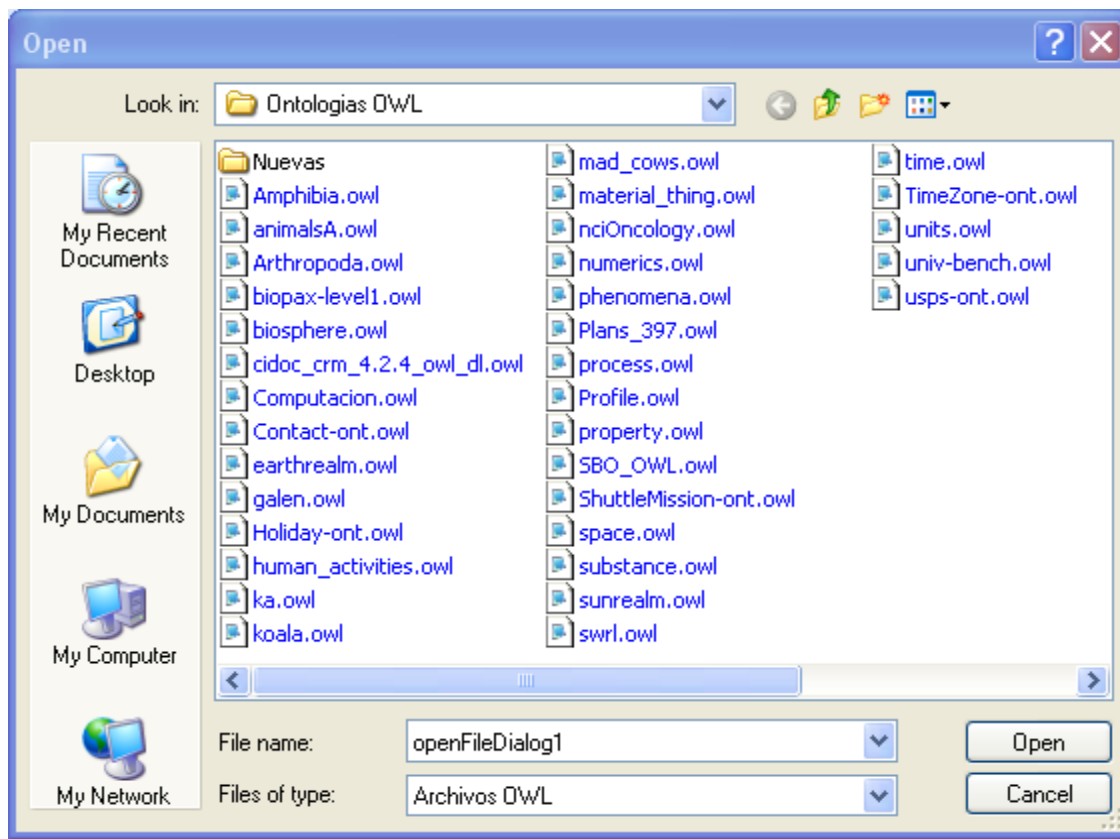 Open
Look in:
Ontologias OWL
My Recent
Documents
Desktop
My Documents
My Computer
My Network
Nuevas
Amphibia.owl
animalsA.owl
Arthropoda.owl
biopax-level1.owl
biosphere.owl
cidoc_crm_4.2.4_owl_dl.owl
Computacion.owl
Contact-ont.owl
earthrealm.owl
galen.owl
Holiday-ont.owl
human_activities.owl
ka.owl
koala.owl
mad_cows.owl
material_thing.owl
nciOncology.owl
numerics.owl
phenomena.owl
Plans_397.owl
process.owl
Profile.owl
property.owl
SBO_OWL.owl
ShuttleMission-ont.owl
space.owl
substance.owl
sunrealm.owl
swrl.owl
time.owl
TimeZone-ont.owl
units.owl
univ-bench.owl
usps-ont.owl
File name:
openFileDialog1
Open
Files of type:
Archivos OWL
Cancel